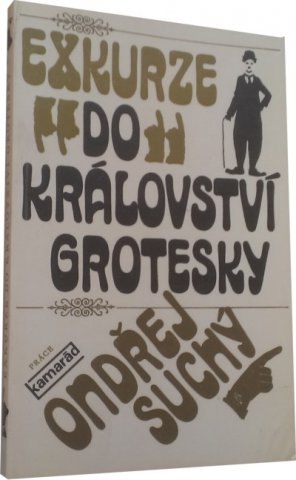 EXKURZE
DO
KRÁLOVSTVÍ
GROTESKY
ONDŘEJ
SUCHÝ
PRÁCE
kamarád